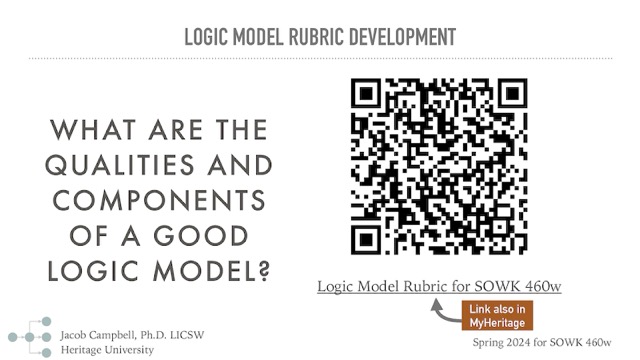 LOGIC MODEL RUBRIC DEVELOPMENT
WHAT ARE THE
QUALITIES AND
COMPONENTS
OF A GOOD
LOGIC MODEL?
Logic Model Rubric for SOWK 460w
Link also in
MyHeritage
Jacob Campbell, Ph.D. LICSW
Heritage University
Spring 2024 for SOWK 460w